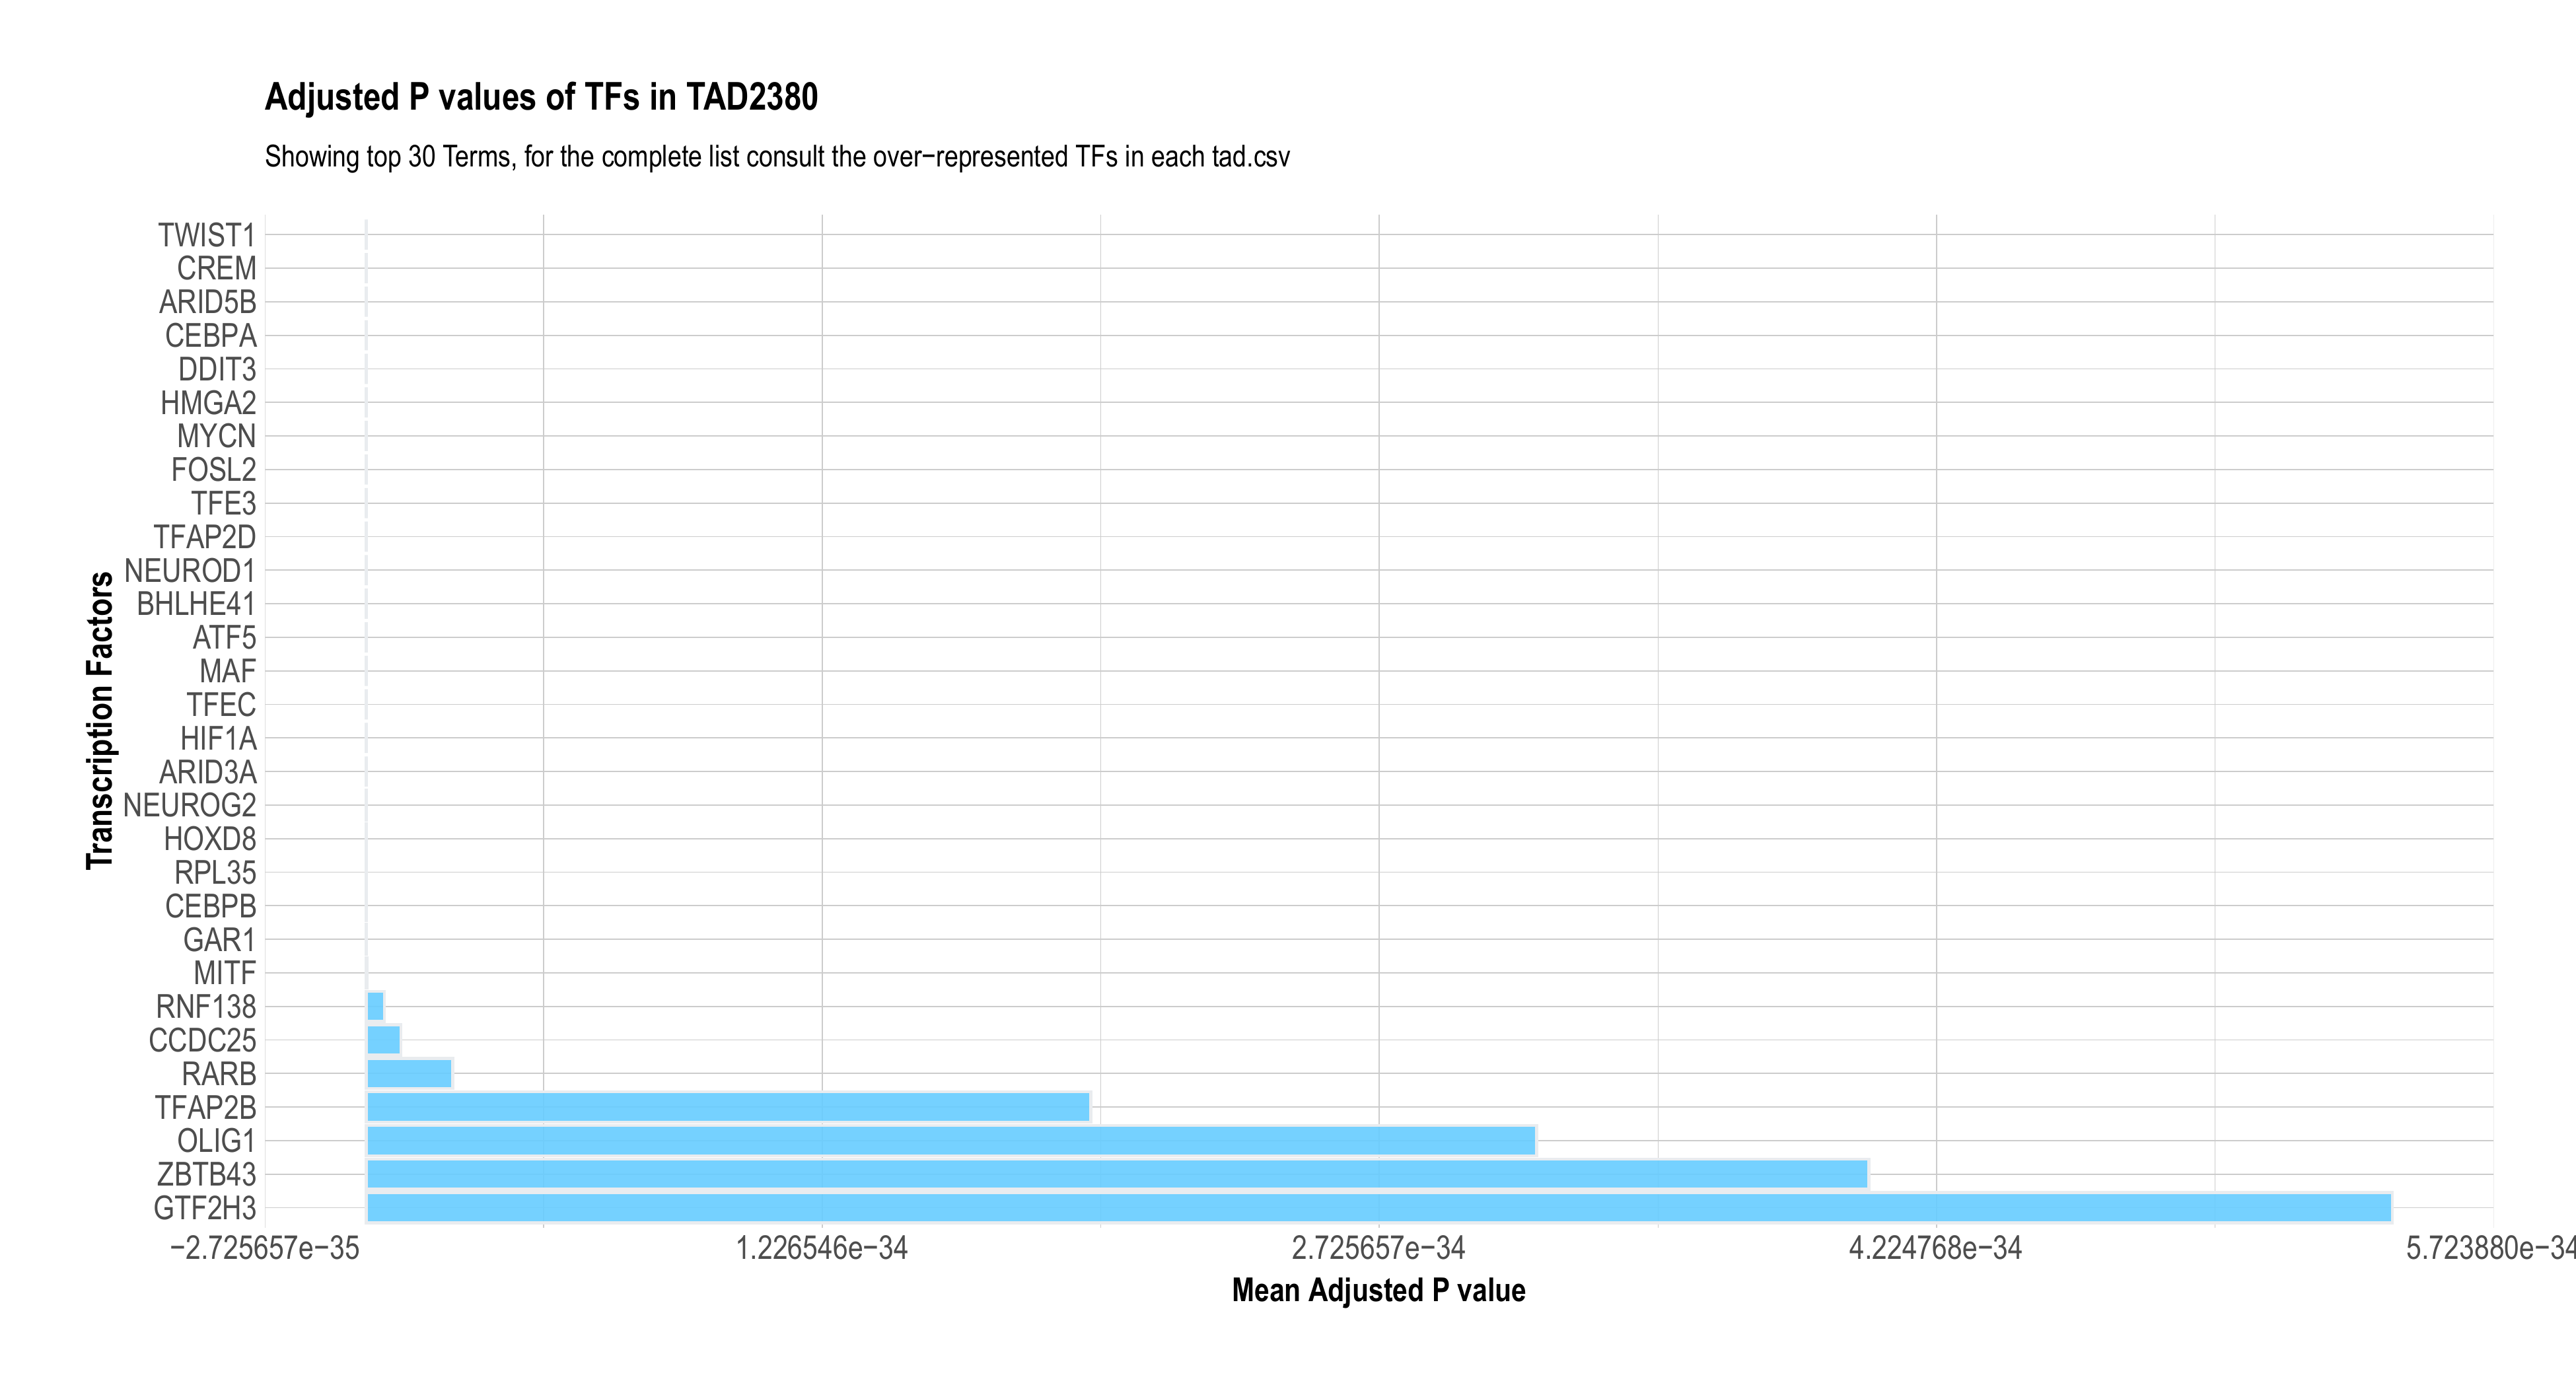 Adjusted P values of TFs in TAD2380
Showing top 30 Terms, for the complete list consult the over−represented TFs in each tad.csv
Transcription Factors
TWIST1
CREM
ARID5B
CEBPA
DDIT3
HMGA2
MYCN
FOSL2
TFE3
TFAP2D
NEUROD1
BHLHE41
ATF5
MAF
TFEC
HIF1A
ARID3A
NEUROG2
HOXD8
RPL35
CEBPB
GAR1
MITF
RNF138
CCDC25
RARB
TFAP2B
OLIG1
ZBTB43
GTF2H3
−2.725657e−35 1.226546e−34 2.725657e−34 4.224768e−34 5.723880e−34
Mean Adjusted P value